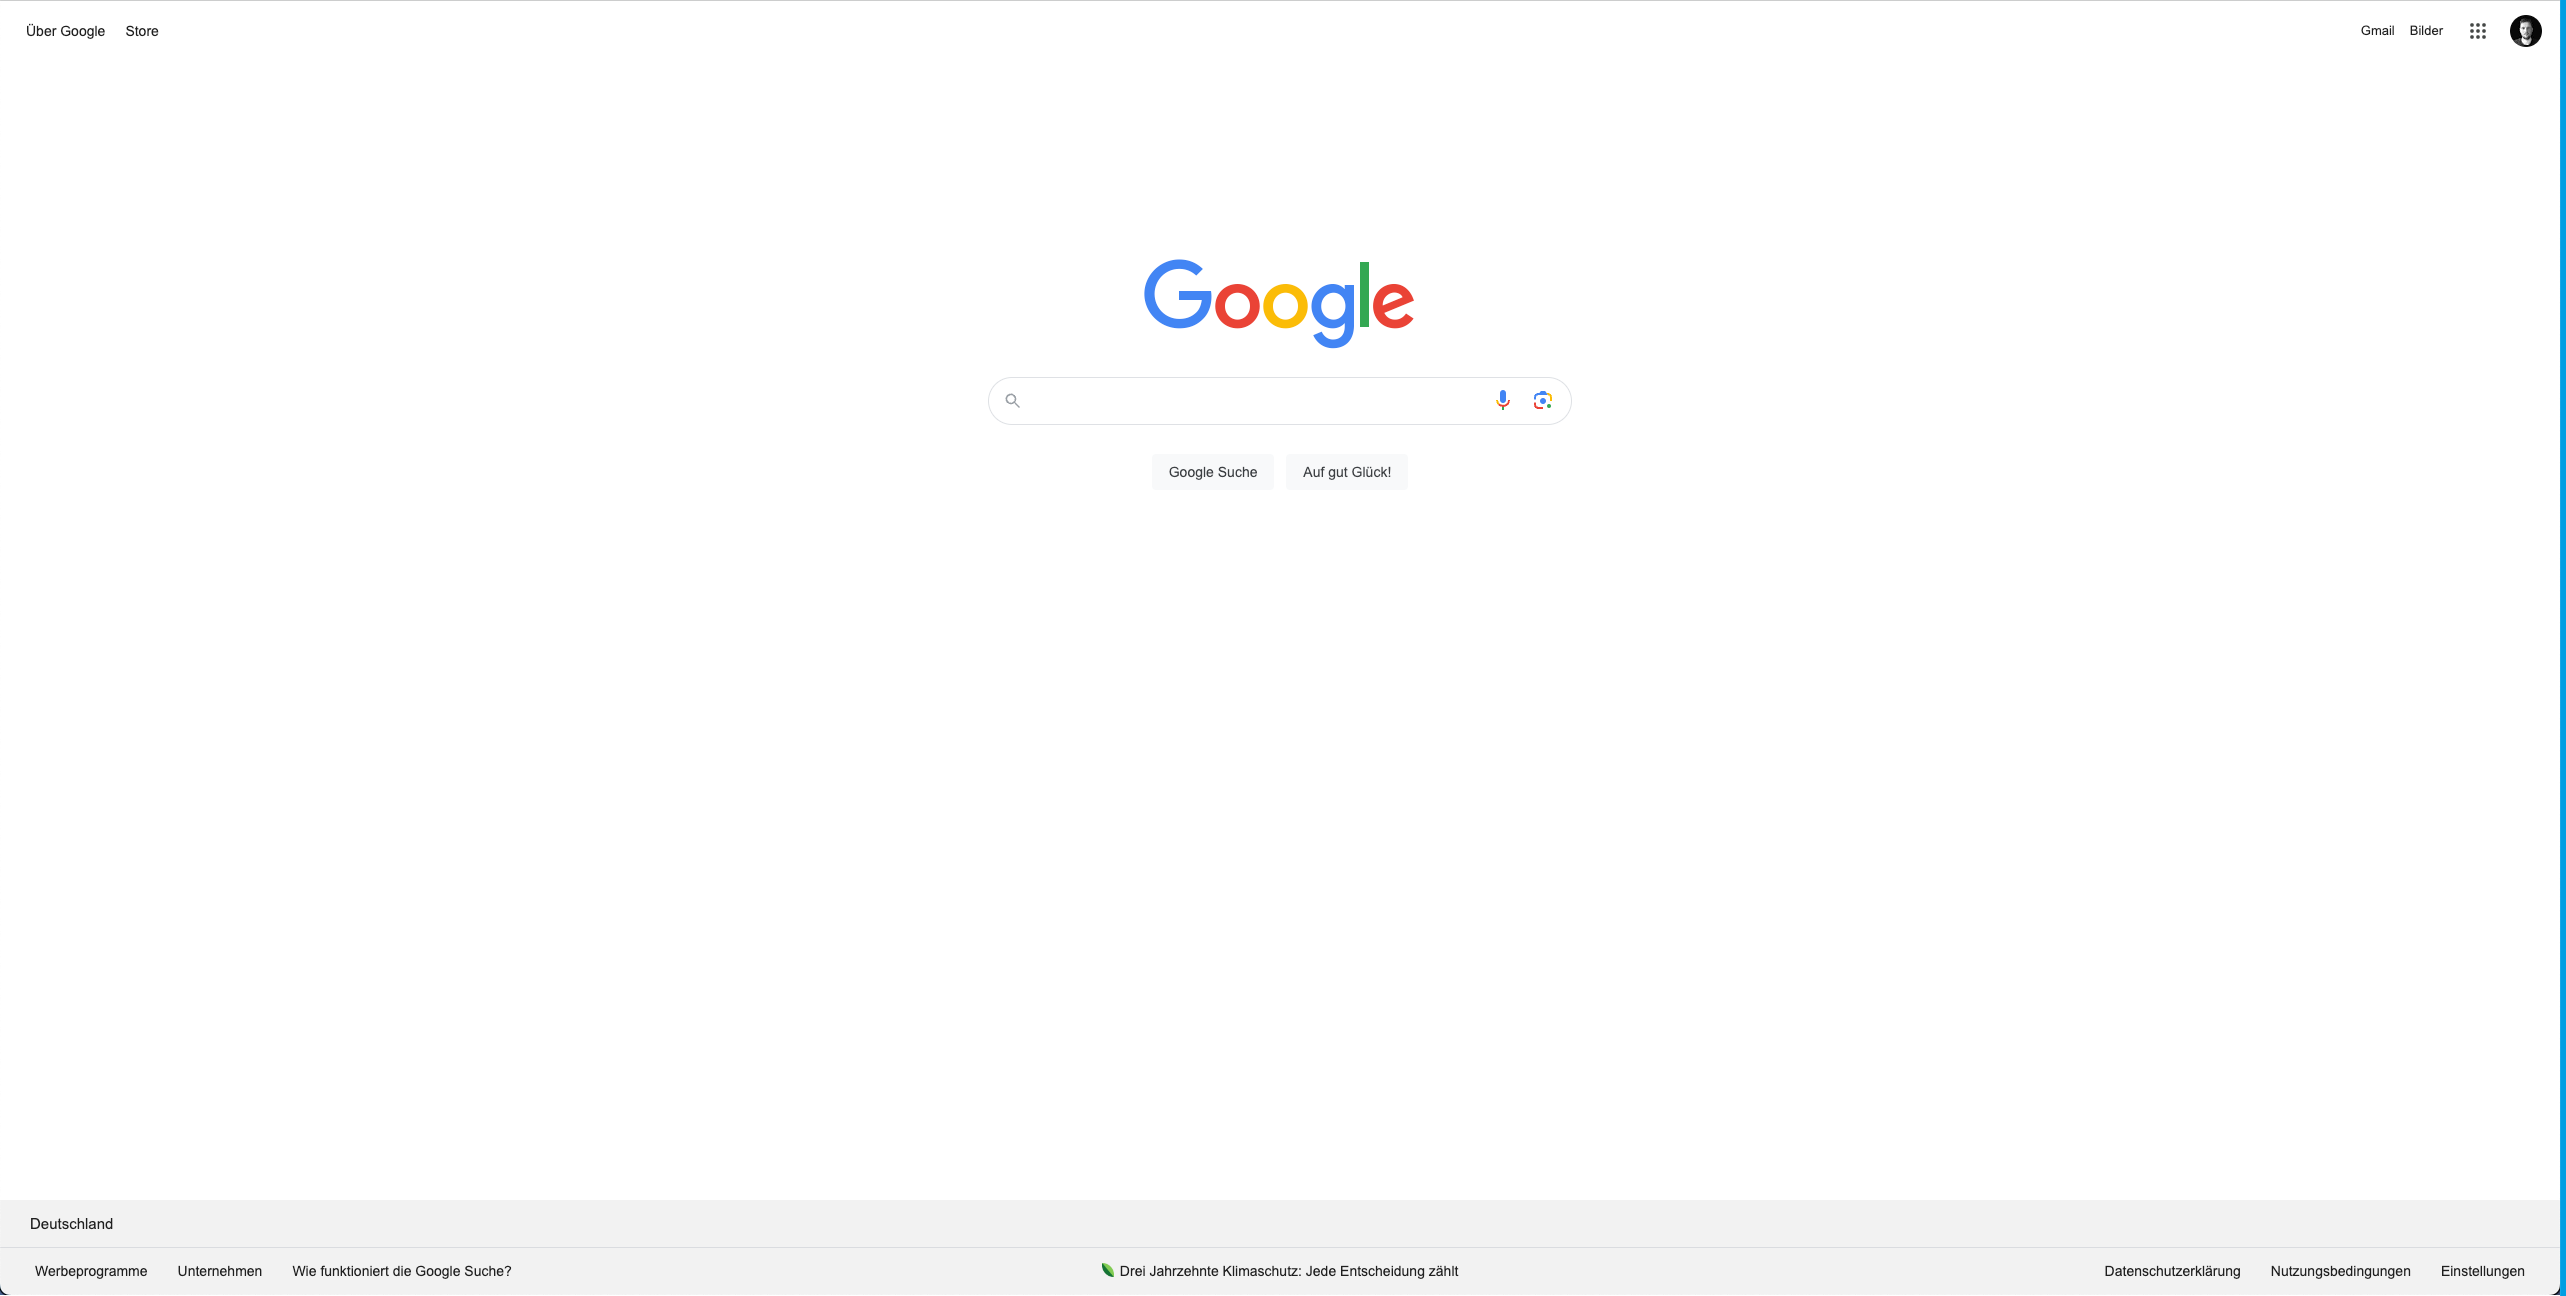 Über Google Store Gmail Bilder
Google
Google Suche Auf gut Glück!
Deutschland
Werbeprogramme Unternehmen Wie funktioniert die Google Suche? Drei Jahrzehnte Klimaschutz: Jede Entscheidung zählt Datenschutzerklärung Nutzungsbedingungen Einstellungen